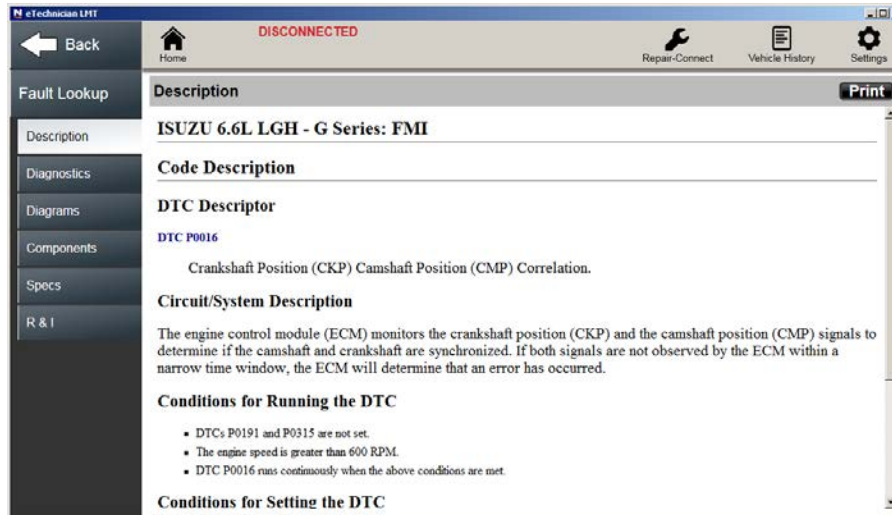 eTechnician LMT
Back
Home
DISCONNECTED
Repair-Connect
Vehicle History
Settings
Fault Lookup
Description
Print
Description
Diagnostics
Diagrams
Components
Specs
R & I
ISUZU 6.6L LGH - G Series: FMI
Code Description
DTC Descriptor
DTC P0016
Crankshaft Position (CKP) Camshaft Position (CMP) Correlation.
Circuit/System Description
The engine control module (ECM) monitors the crankshaft position (CKP) and the camshaft position (CMP) signals to
determine if the camshaft and crankshaft are synchronized. If both signals are not observed by the ECM within a
narrow time window, the ECM will determine that an error has occurred.
Conditions for Running the DTC
▪ DTCs P0191 and P0315 are not set.
▪ The engine speed is greater than 600 RPM.
▪ DTC P0016 runs continuously when the above conditions are met.
Conditions for Setting the DTC